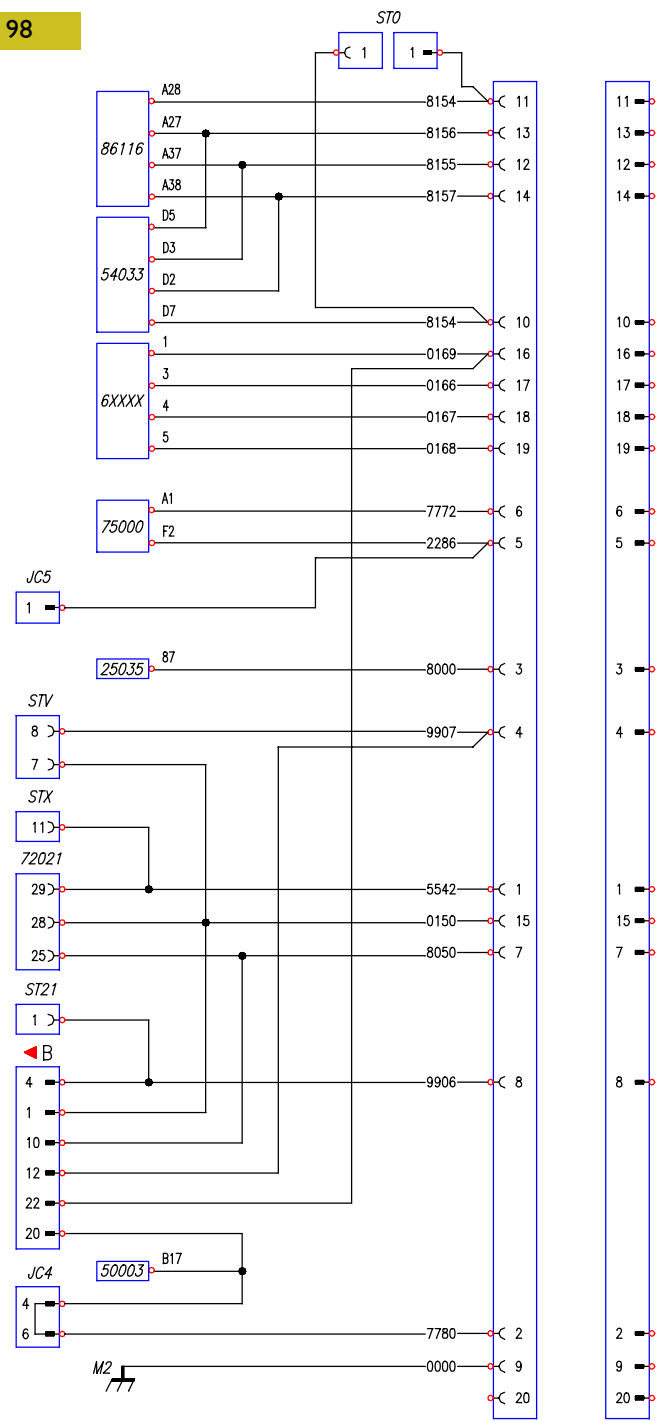 98
STO
1 1
A28 8154 11 11
86116
A27 8156 13 13
A37 8155 12 12
A38 8157 14 14
54033
D5
D3
D2
D7 8154 10 10
6XXXX
1 0169 16 16
3 0166 17 17
4 0167 18 18
5 0168 19 19
75000
A1 7772 6 6
F2 2286 5 5
JC5
1
25035 87 8000 3 3
STV
8 9907 4 4
7
STX
11
72021
29 5542 1 1
28 0150 15 15
25 8050 7 7
ST21
1
B
4 9906 8 8
1
10
12
22
20
50003 B17
JC4
4
6 7780 2 2
M2 0000 9 9
20 20